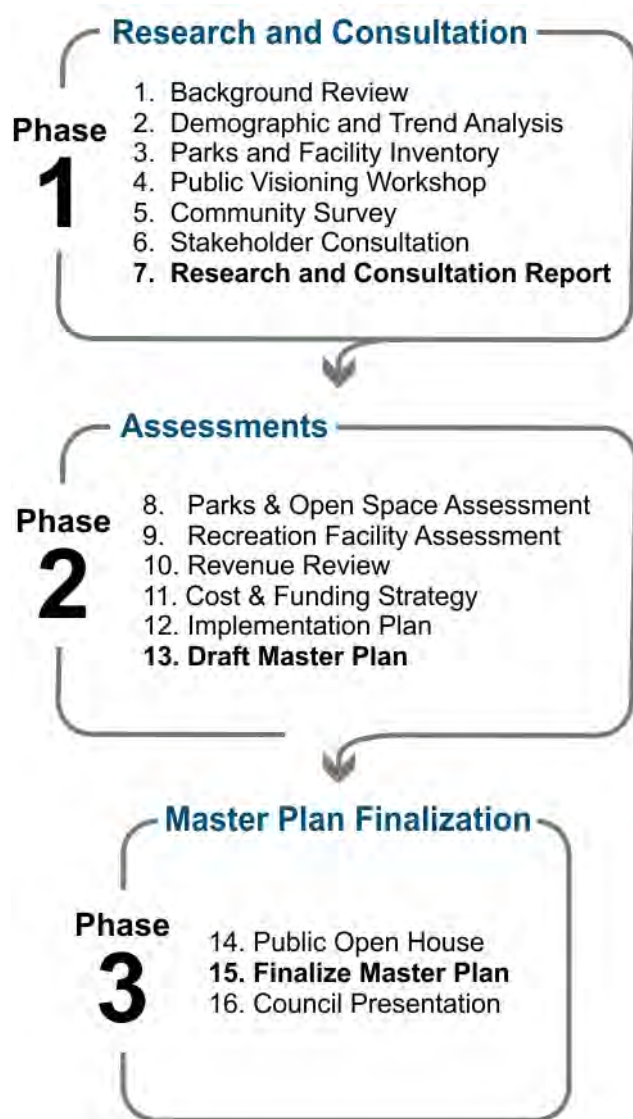 Research and Consultation
Phase
1
1. Background Review
2. Demographic and Trend Analysis
3. Parks and Facility Inventory
4. Public Visioning Workshop
5. Community Survey
6. Stakeholder Consultation
7. Research and Consultation Report
Assessments
Phase
2
8. Parks & Open Space Assessment
9. Recreation Facility Assessment
10. Revenue Review
11. Cost & Funding Strategy
12. Implementation Plan
13. Draft Master Plan
Master Plan Finalization
Phase
3
14. Public Open House
15. Finalize Master Plan
16. Council Presentation